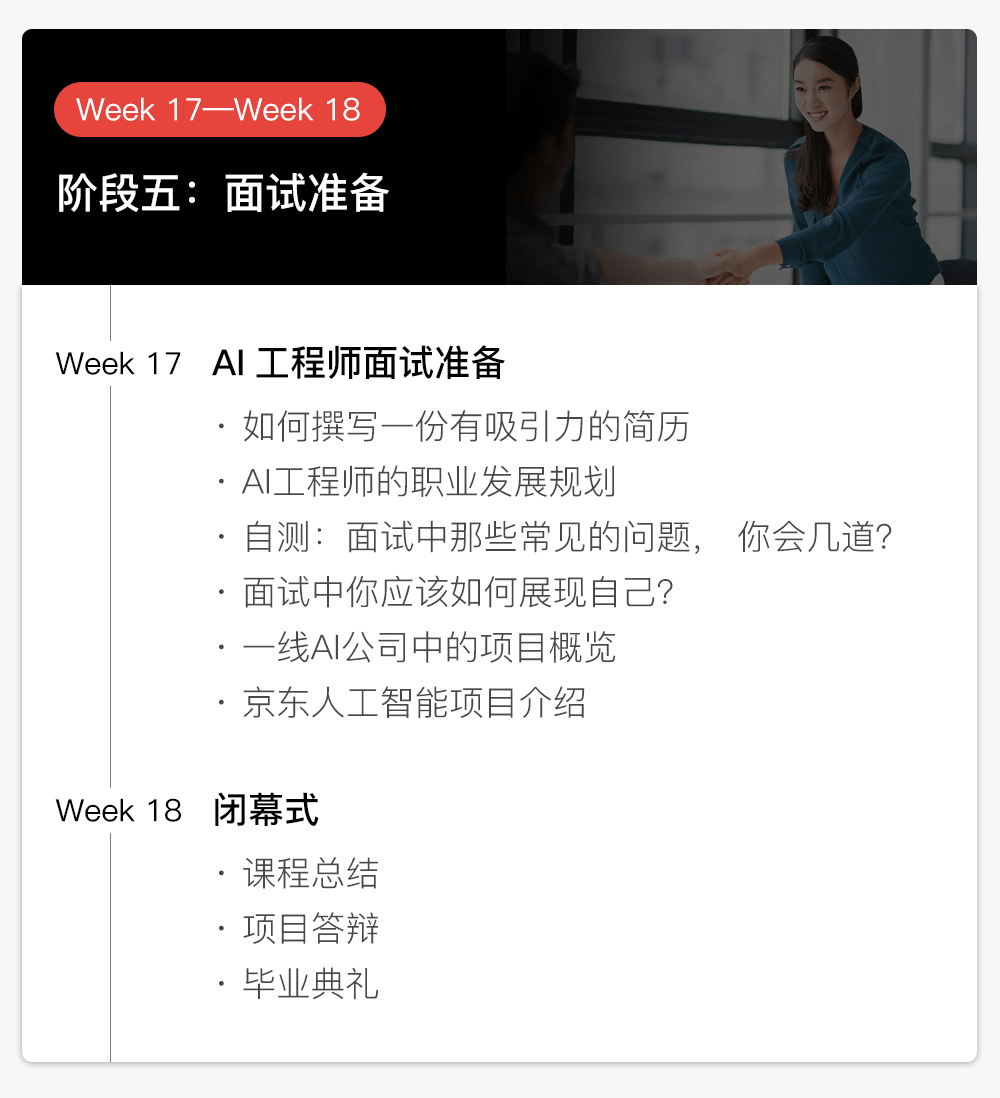 Week 17—Week 18
阶段五：面试准备
Week 17 AI 工程师面试准备
· 如何撰写一份有吸引力的简历
· AI工程师的职业发展规划
· 自测：面试中那些常见的问题， 你会几道？
· 面试中你应该如何展现自己？
· 一线AI公司中的项目概览
· 京东人工智能项目介绍
Week 18 闭幕式
· 课程总结
· 项目答辩
· 毕业典礼